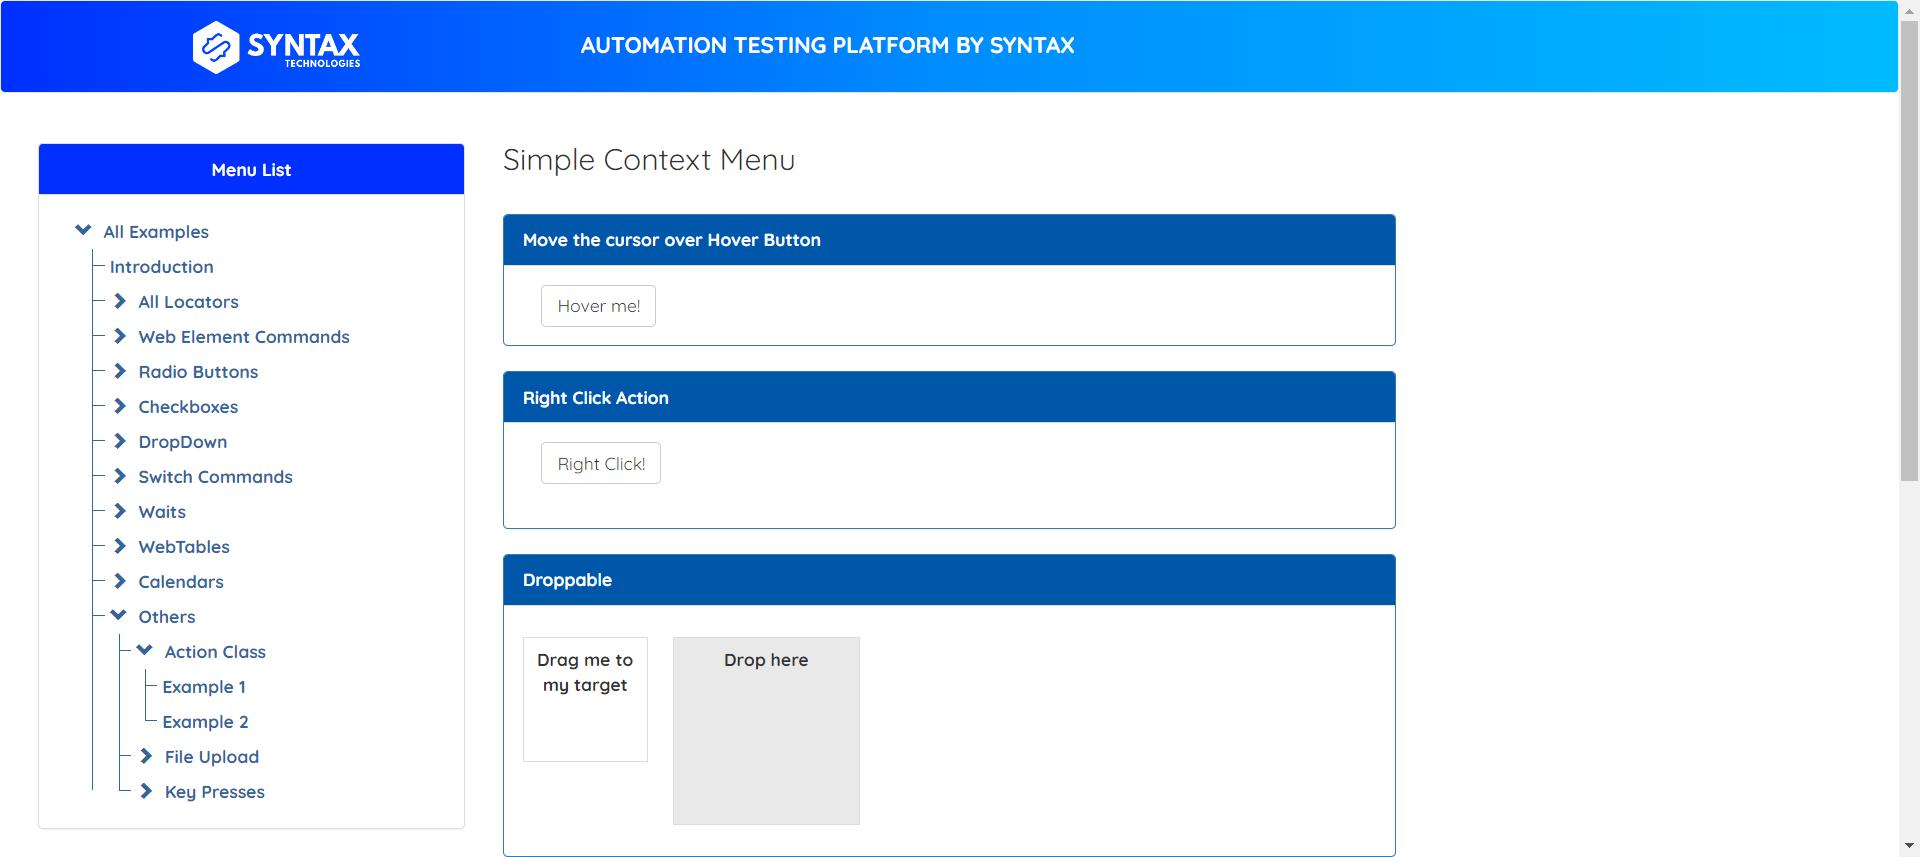 SYNTAX
TECHNOLOGIES
AUTOMATION TESTING PLATFORM BY SYNTAX
Menu List
All Examples
Introduction
All Locators
Web Element Commands
Radio Buttons
Checkboxes
DropDown
Switch Commands
Waits
WebTables
Calendars
Others
Action Class
Example 1
Example 2
File Upload
Key Presses
Simple Context Menu
Move the cursor over Hover Button
Hover me!
Right Click Action
Right Click!
Droppable
Drag me to
my target
Drop here